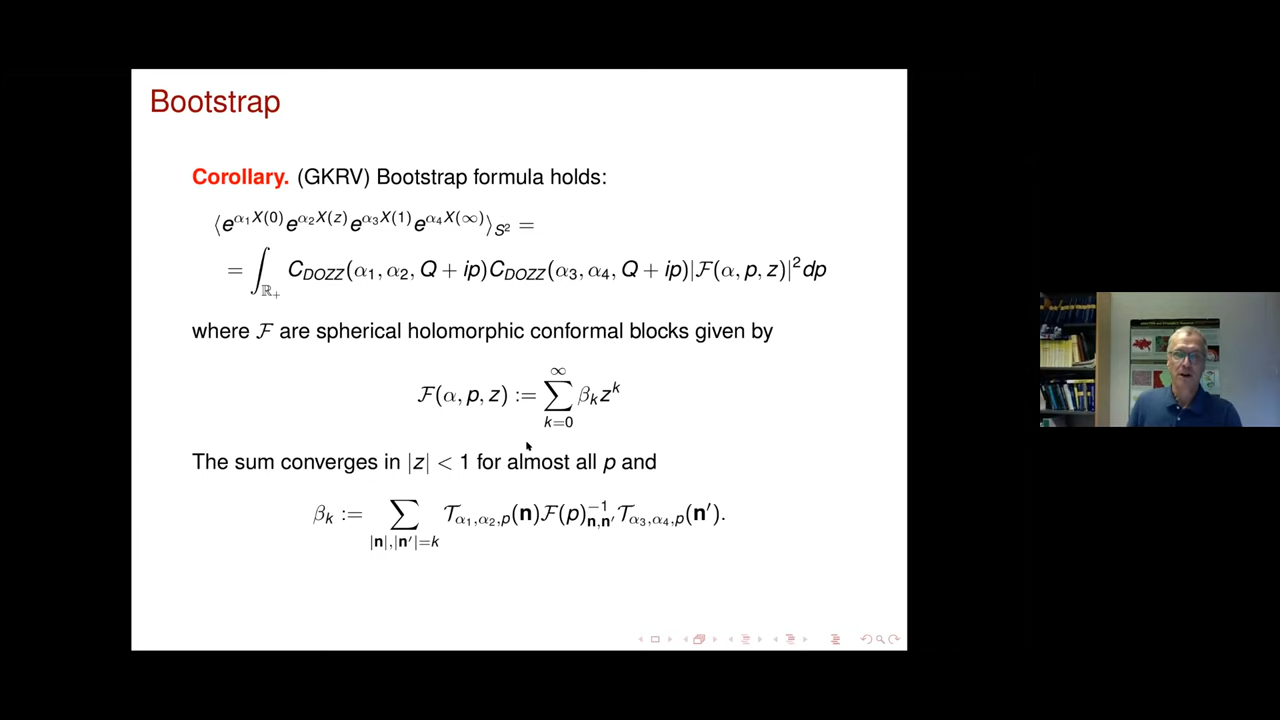 Bootstrap
Corollary. (GKRV) Bootstrap formula holds:
⟨e^{α₁X(0)} e^{α₂X(z)} e^{α₃X(1)} e^{α₄X(∞)}⟩_{S²} =
= ∫_{ℝ₊} C_{DOZZ}(α₁, α₂, Q + ip)C_{DOZZ}(α₃, α₄, Q + ip)|ℱ(α, p, z)|²dp
where ℱ are spherical holomorphic conformal blocks given by
ℱ(α, p, z) := ∑_{k=0}^{∞} β_k z^k
The sum converges in |z| < 1 for almost all p and
β_k := ∑_{|n|,|n′|=k} 𝒯_{α₁,α₂,p}(n)ℱ(p)^{−1}_{n,n′}𝒯_{α₃,α₄,p}(n′).